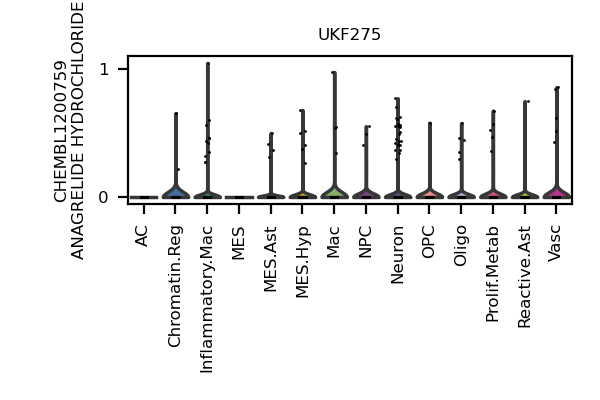 UKF275
CHEMBL1200759
ANAGRELIDE HYDROCHLORIDE
1
0
AC
Chromatin.Reg
Inflammatory.Mac
MES
MES.Ast
MES.Hyp
Mac
NPC
Neuron
OPC
Oligo
Prolif.Metab
Reactive.Ast
Vasc